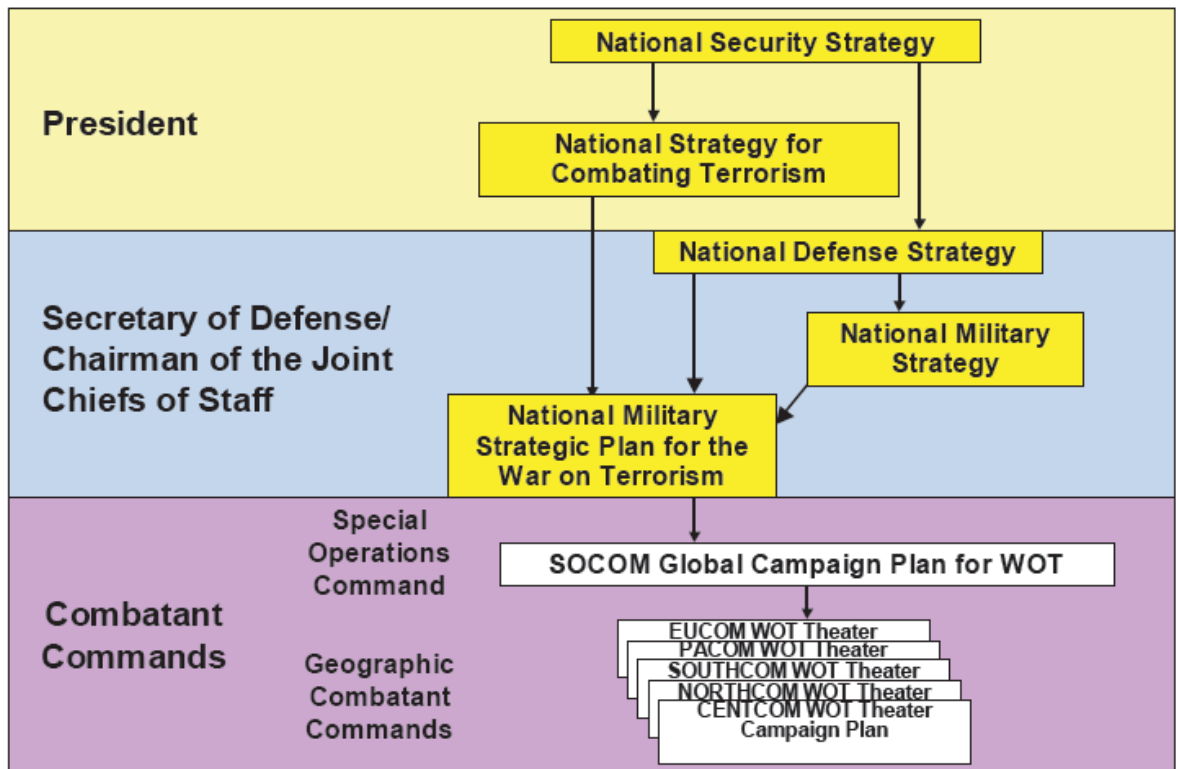 National Security Strategy
President
National Strategy for
Combating Terrorism
National Defense Strategy
Secretary of Defense/
Chairman of the Joint
Chiefs of Staff
National Military
Strategy
National Military
Strategic Plan for the
War on Terrorism
Special
Operations
Command
SOCOM Global Campaign Plan for WOT
Combatant
Commands
Geographic
Combatant
Commands
EUCOM WOT Theater
PACOM WOT Theater
SOUTHCOM WOT Theater
NORTHCOM WOT Theater
CENTCOM WOT Theater
Campaign Plan